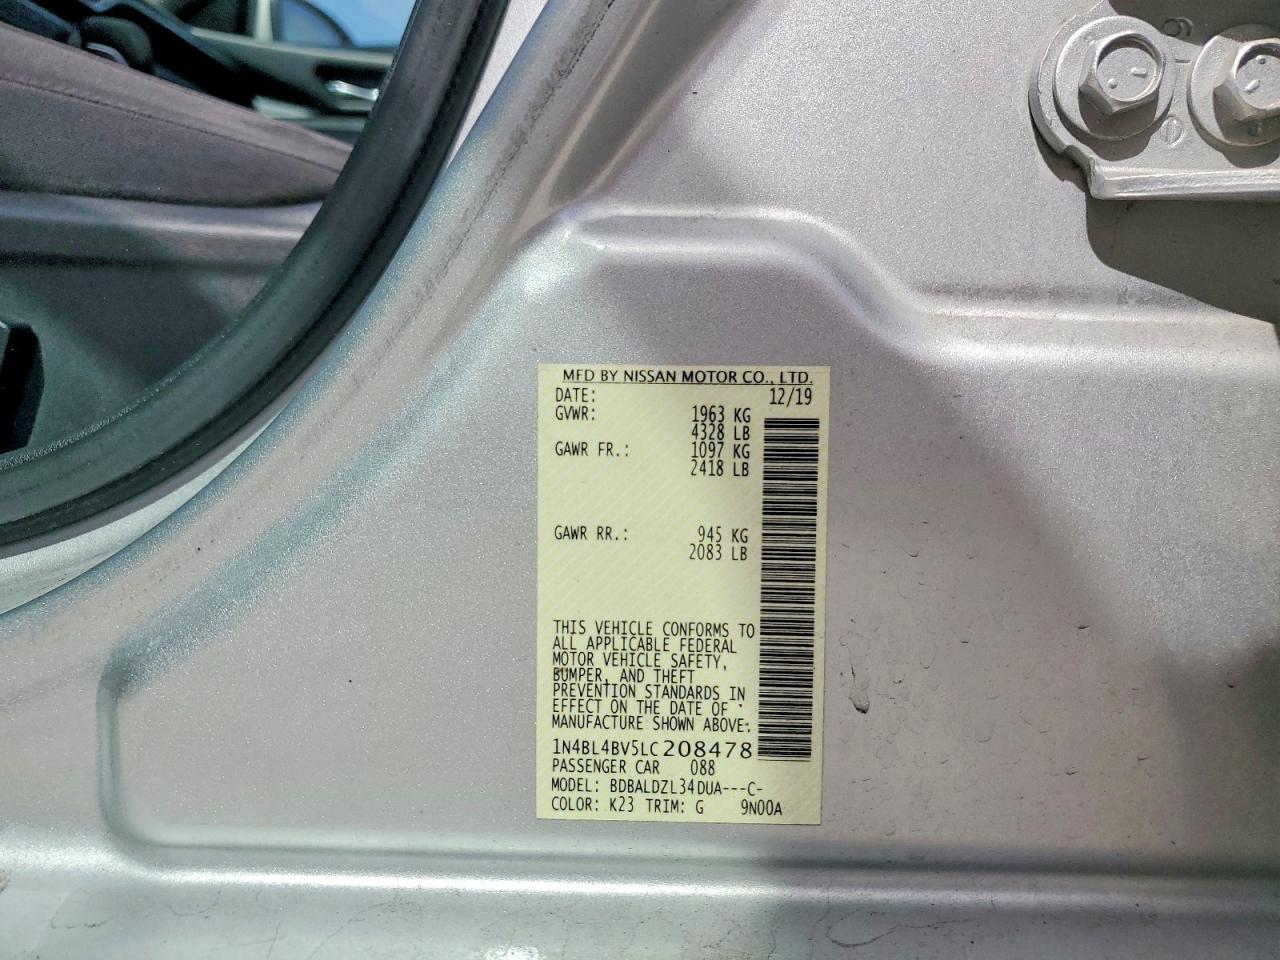 9
MFD BY NISSAN MOTOR CO., LTD.
DATE: 12/19
GVWR: 1963 KG
4328 LB
GAWR FR.: 1097 KG
2418 LB
GAWR RR.: 945 KG
2083 LB
THIS VEHICLE CONFORMS TO
ALL APPLICABLE FEDERAL
MOTOR VEHICLE SAFETY,
BUMPER, AND THEFT
PREVENTION STANDARDS IN
EFFECT ON THE DATE OF
MANUFACTURE SHOWN ABOVE.
1N4BL4BV5LC208478
PASSENGER CAR 088
MODEL: BDBALDZL34DUA---C-
COLOR: K23 TRIM: G 9N00A